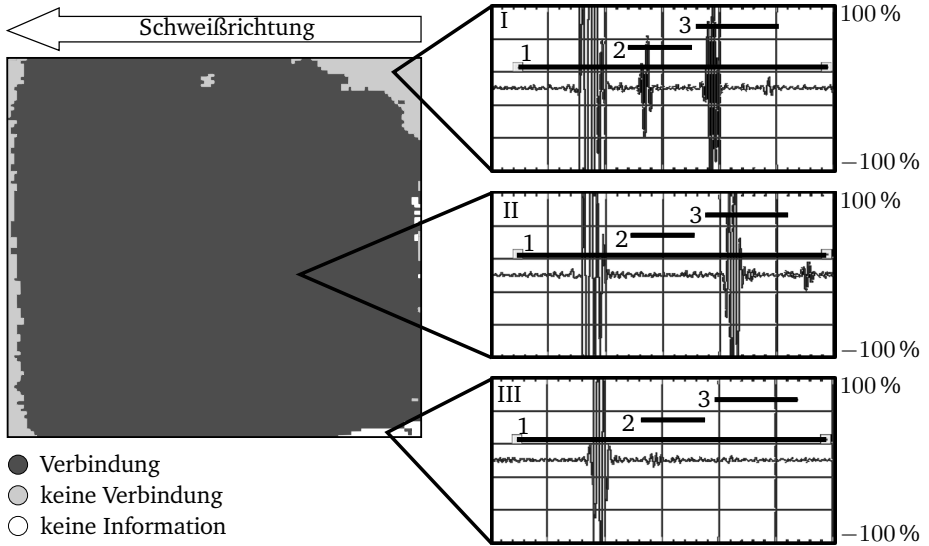 Schweißrichtung
I
100 %
3
2
1
−100 %
II
100 %
3
2
1
−100 %
III
100 %
3
2
1
−100 %
Verbindung
keine Verbindung
keine Information